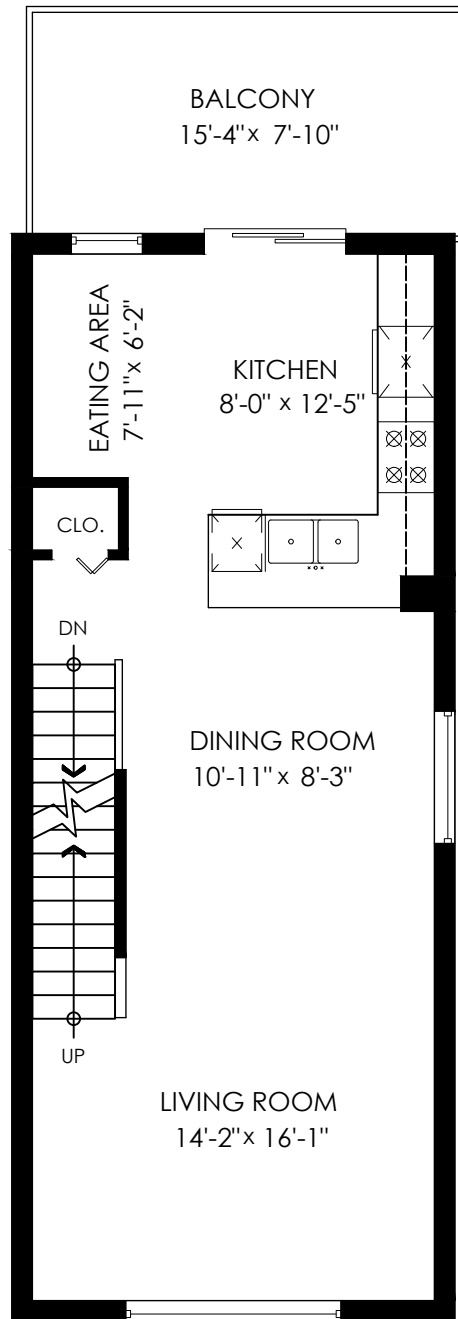 BALCONY
15'-4"x 7'-10"
EATING AREA
7'-11"x 6'-2"
KITCHEN
8'-0" x 12'-5"
CLO.
DN
DINING ROOM
10'-11" x 8'-3"
UP
LIVING ROOM
14'-2"x 16'-1"